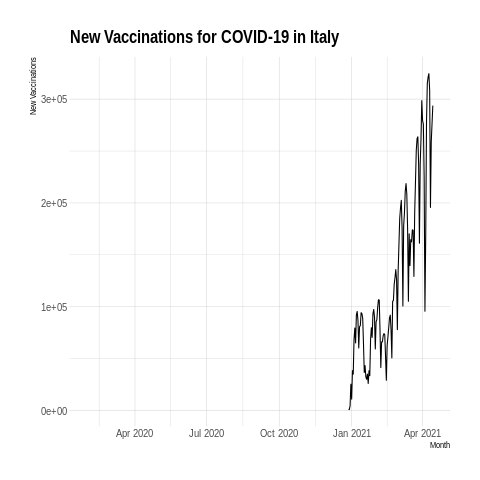 New Vaccinations for COVID-19 in Italy
New Vaccinations
3e+05
2e+05
1e+05
0e+00
Apr 2020 Jul 2020 Oct 2020 Jan 2021 Apr 2021
Month